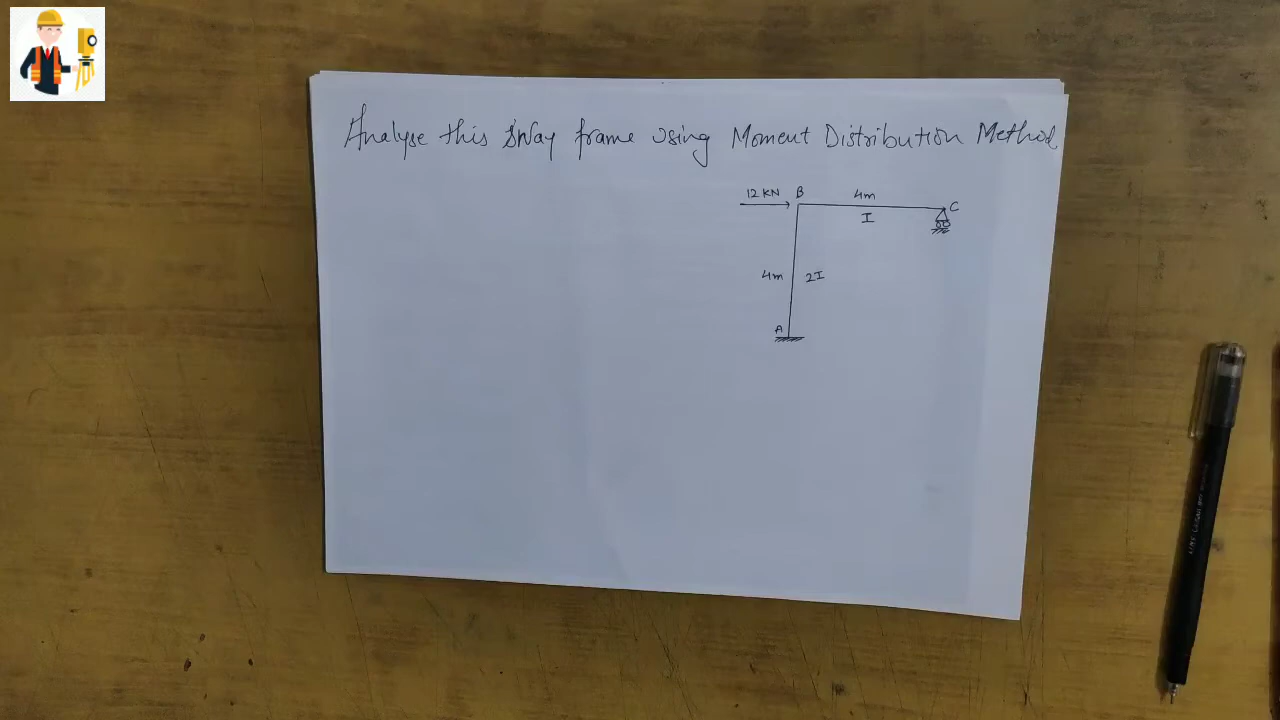 Analyse this sway frame using Moment Distribution Method
12 KN B 4m C
I
4m 2I
A